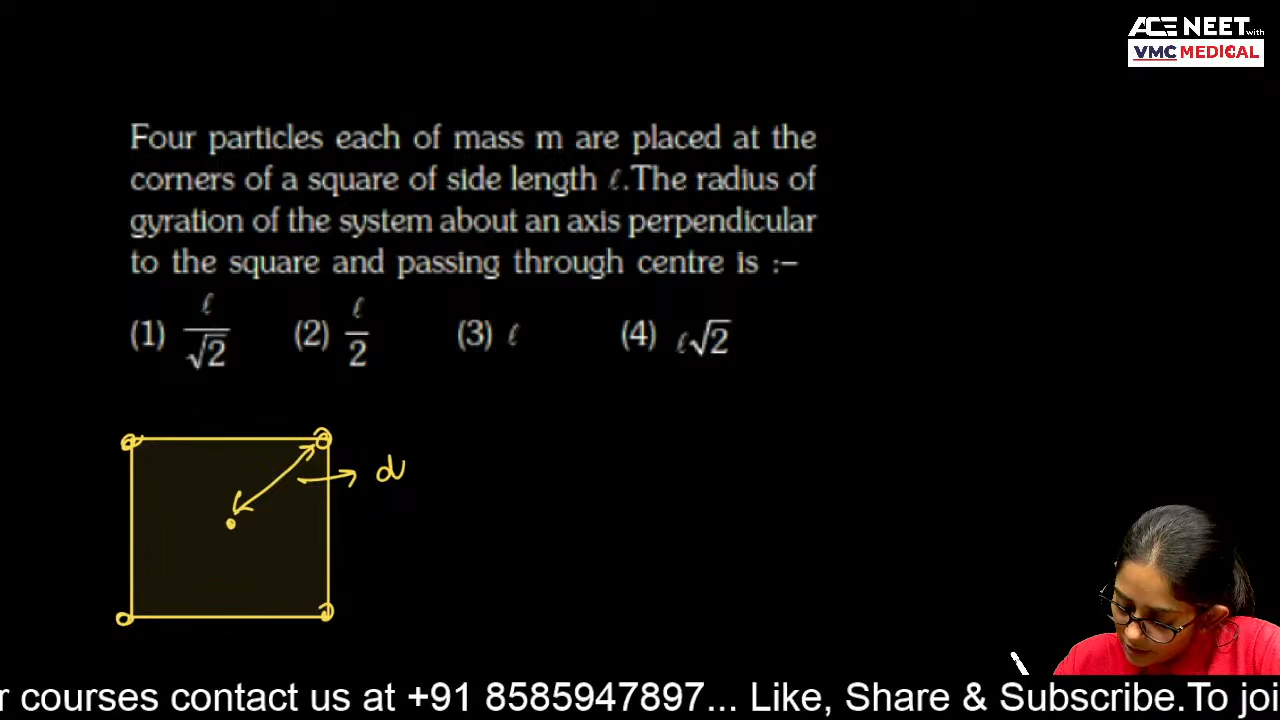 ACE NEET with
VMC MEDICAL
Four particles each of mass m are placed at the
corners of a square of side length ℓ.The radius of
gyration of the system about an axis perpendicular
to the square and passing through centre is :–
(1) ℓ/√2 (2) ℓ/2 (3) ℓ (4) ℓ√2
d
r courses contact us at +91 8585947897... Like, Share & Subscribe.To joi